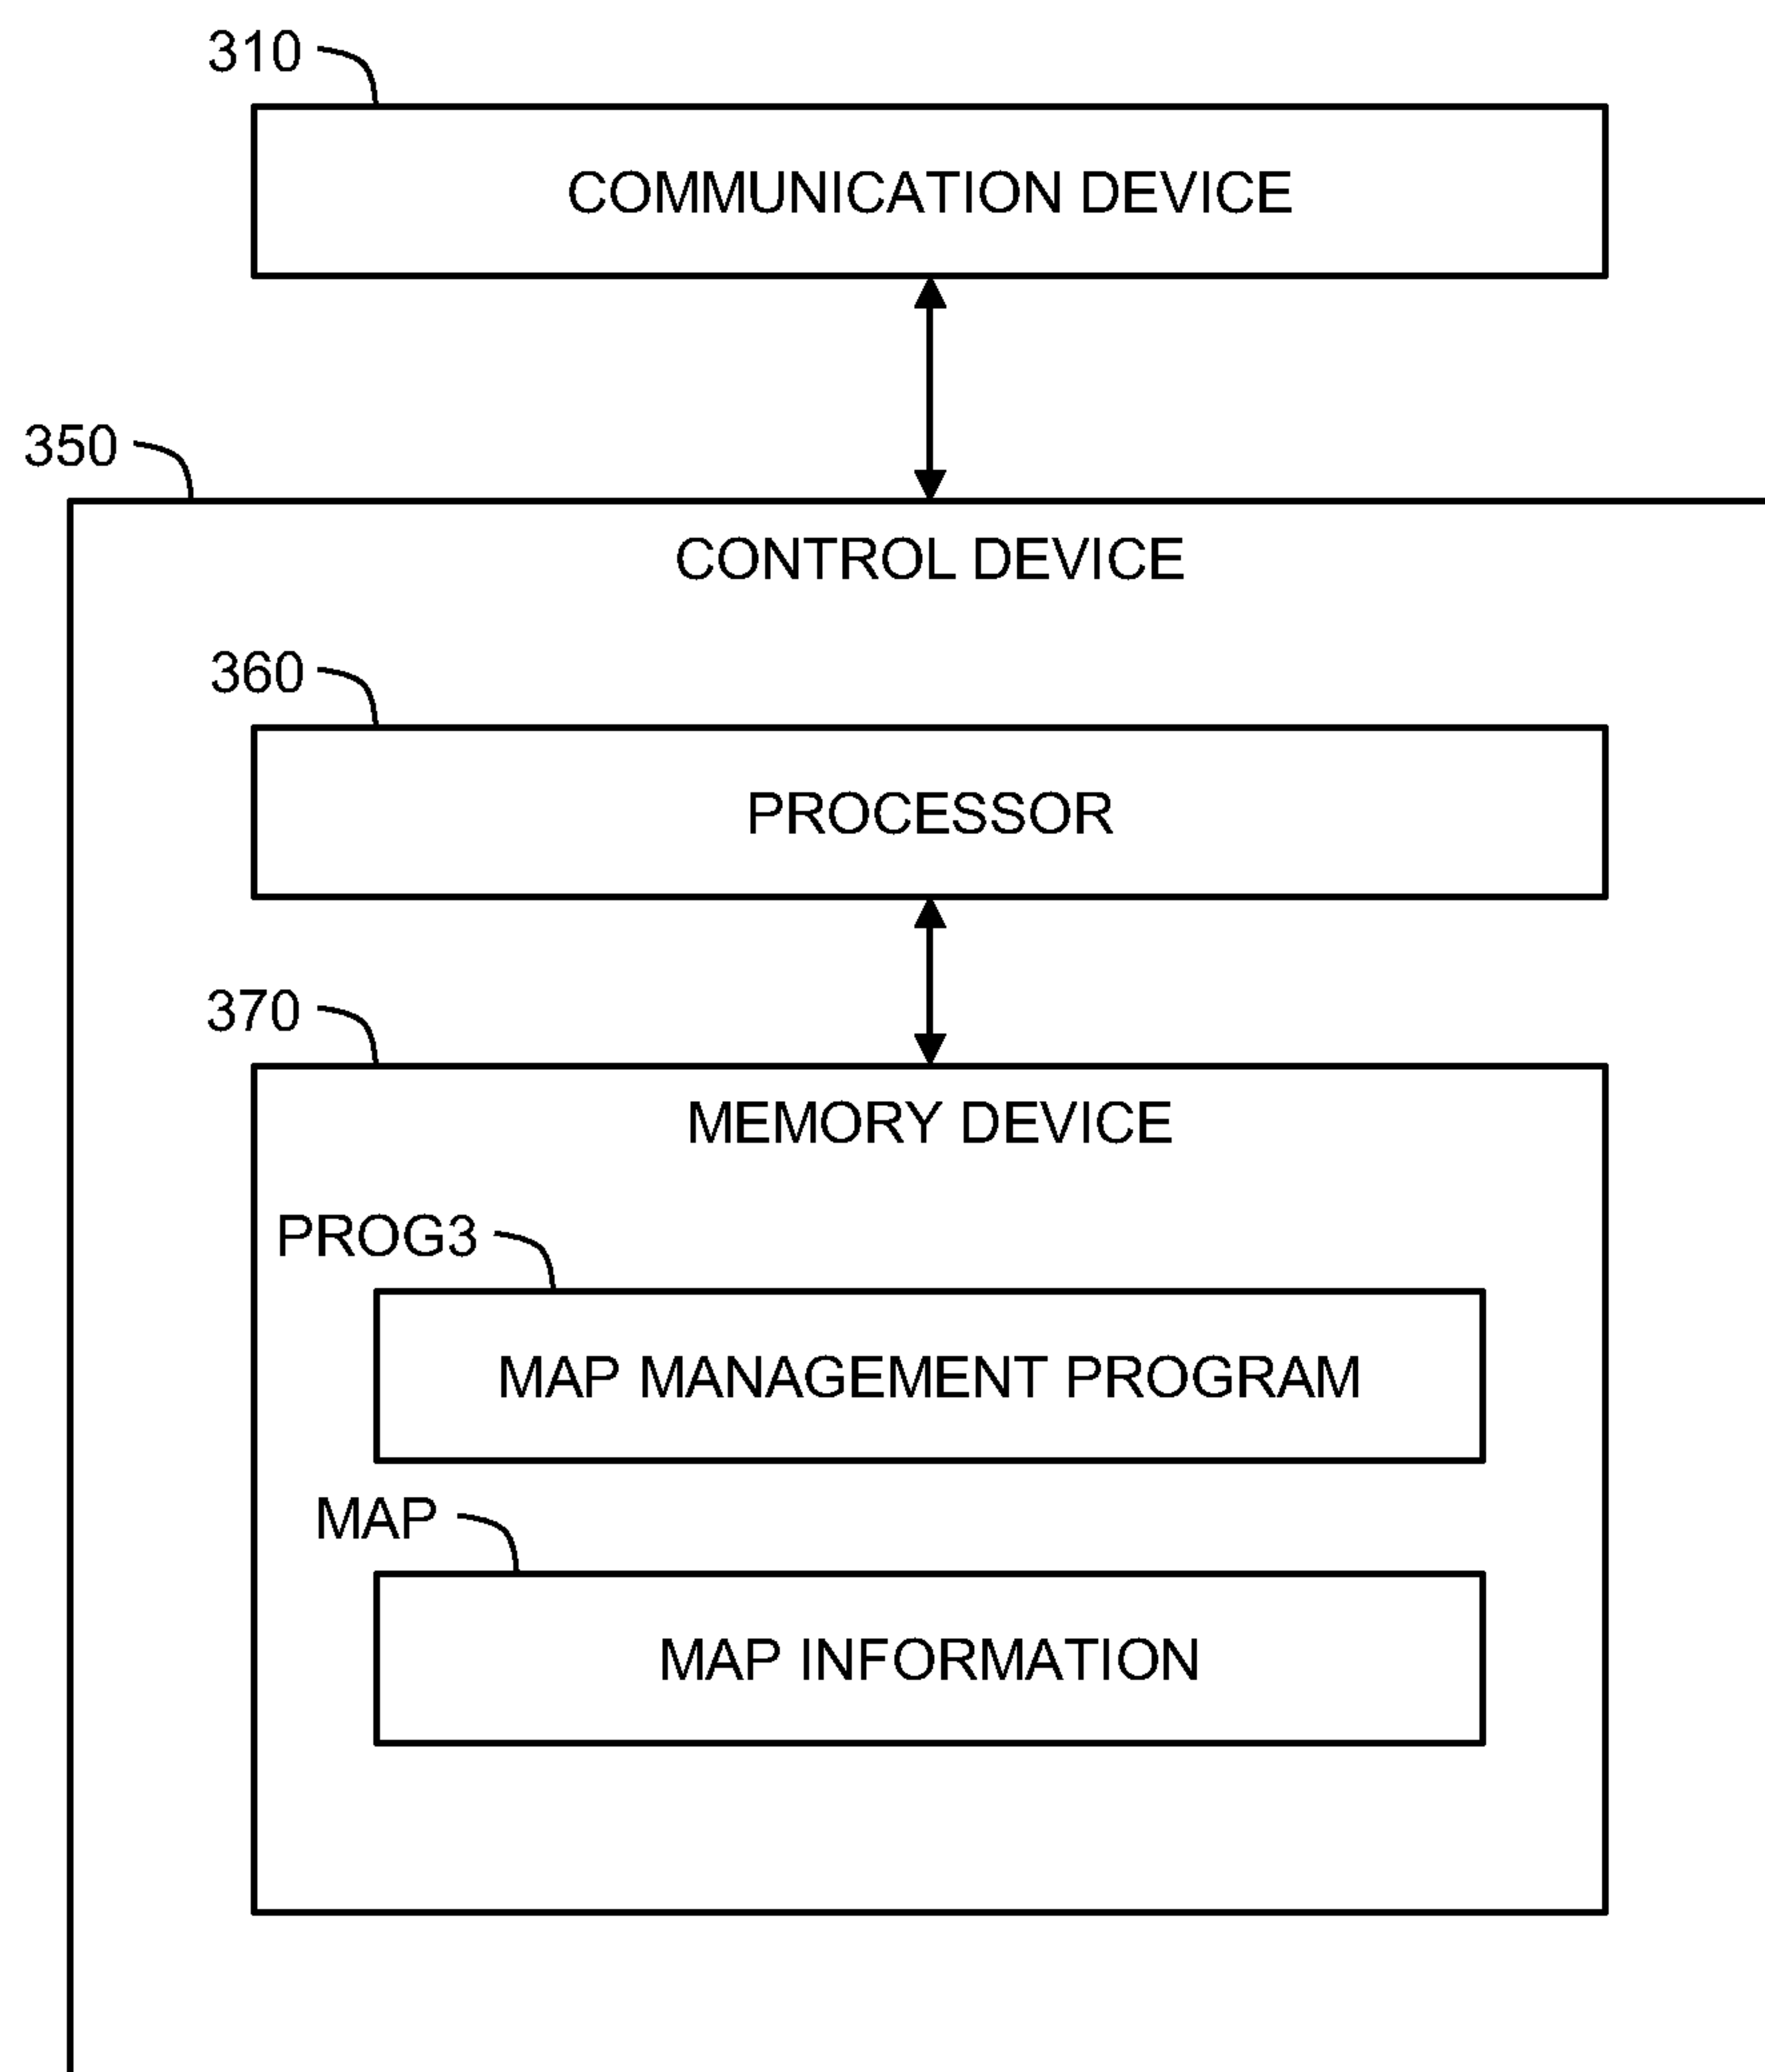 310
COMMUNICATION DEVICE
350
CONTROL DEVICE
360
PROCESSOR
370
MEMORY DEVICE
PROG3
MAP MANAGEMENT PROGRAM
MAP
MAP INFORMATION